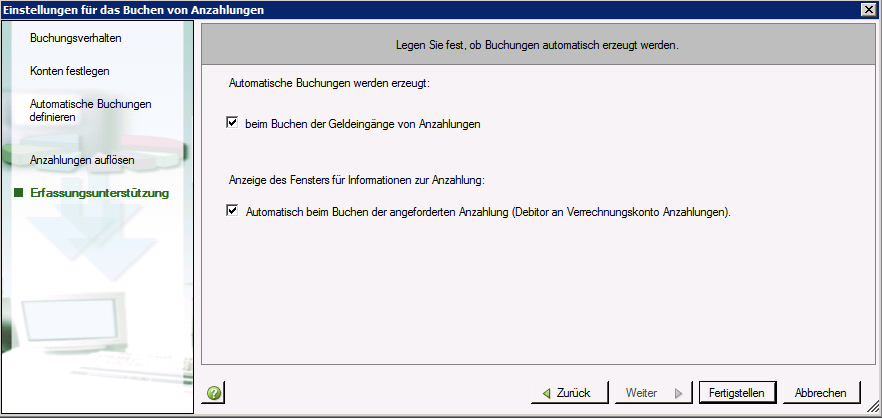 Einstellungen für das Buchen von Anzahlungen
Buchungsverhalten
Konten festlegen
Automatische Buchungen
definieren
Anzahlungen auflösen
Erfassungsunterstützung
Legen Sie fest, ob Buchungen automatisch erzeugt werden.
Automatische Buchungen werden erzeugt:
beim Buchen der Geldeingänge von Anzahlungen
Anzeige des Fensters für Informationen zur Anzahlung:
Automatisch beim Buchen der angeforderten Anzahlung (Debitor an Verrechnungskonto Anzahlungen).
Zurück
Weiter
Fertigstellen
Abbrechen